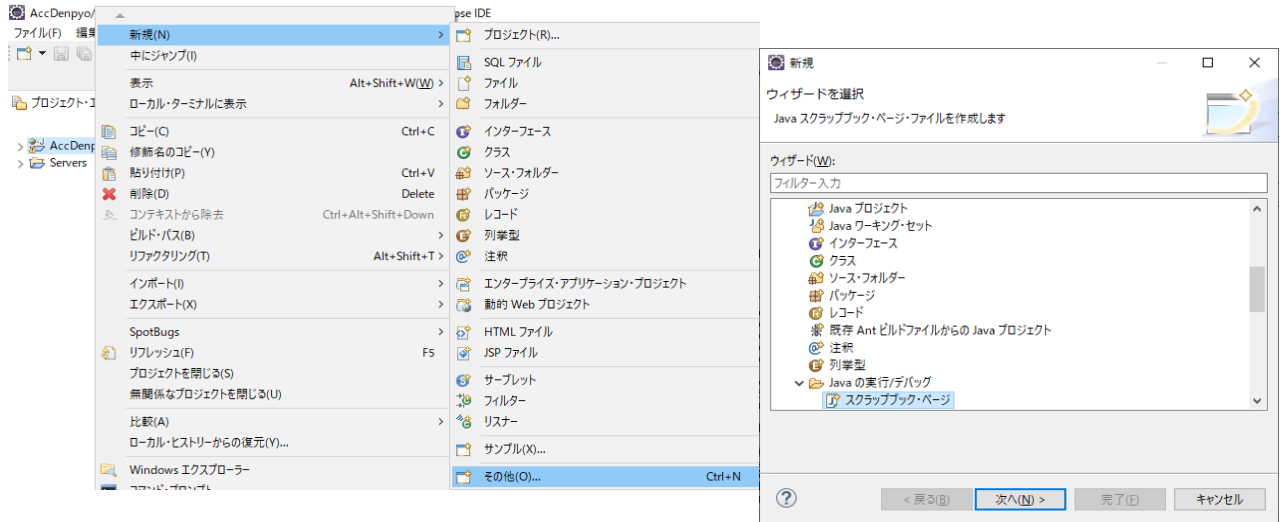 AccDenpyo/
pse IDE
ファイル(F) 編集
プロジェクト・エ
AccDenp
Servers
新規(N) >
中にジャンプ(I)
表示 Alt+Shift+W(W) >
ローカル・ターミナルに表示 >
コピー(C) Ctrl+C
修飾名のコピー(Y)
貼り付け(P) Ctrl+V
削除(D) Delete
コンテキストから除去 Ctrl+Alt+Shift+Down
ビルド・パス(B) >
リファクタリング(T) Alt+Shift+T >
インポート(I) >
エクスポート(X) >
SpotBugs >
リフレッシュ(F) F5
プロジェクトを閉じる(S)
無関係なプロジェクトを閉じる(U)
比較(A) >
ローカル・ヒストリーからの復元(Y)...
Windows エクスプローラー
コマンド・プロンプト
プロジェクト(R)...
SQL ファイル
ファイル
フォルダー
インターフェース
クラス
ソース・フォルダー
パッケージ
レコード
列挙型
注釈
エンタープライズ・アプリケーション・プロジェクト
動的 Web プロジェクト
HTML ファイル
JSP ファイル
サーブレット
フィルター
リスナー
サンプル(X)...
その他(O)... Ctrl+N
新規
ウィザードを選択
Java スクラップブック・ページ・ファイルを作成します
ウィザード(W):
フィルター入力
Java プロジェクト
Java ワーキング・セット
インターフェース
クラス
ソース・フォルダー
パッケージ
レコード
既存 Ant ビルドファイルからの Java プロジェクト
注釈
列挙型
Java の実行/デバッグ
スクラップブック・ページ
< 戻る(B) 次へ(N) > 完了(F) キャンセル